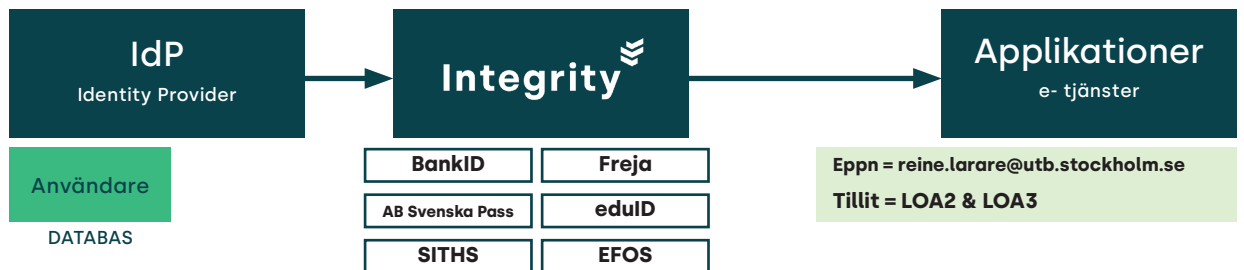 IdP
Identity Provider
Integrity
Applikationer
e- tjänster
Användare
DATABAS
BankID
Freja
AB Svenska Pass
eduID
SITHS
EFOS
Eppn = reine.larare@utb.stockholm.se
Tillit = LOA2 & LOA3